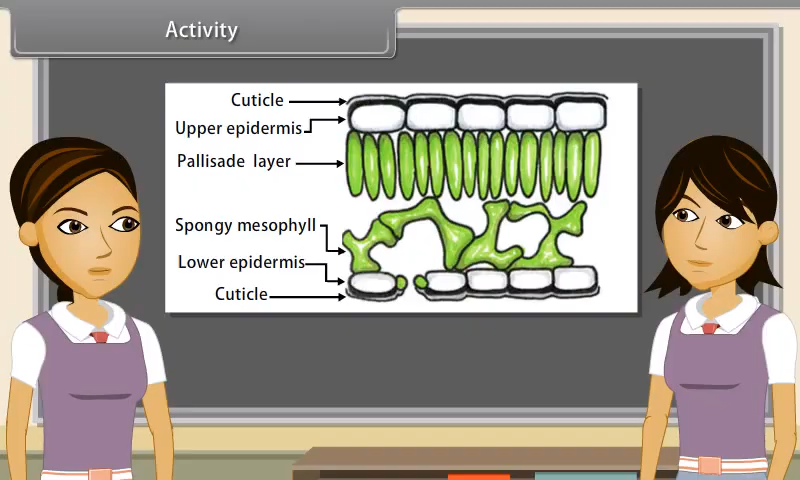 Activity
Cuticle
Upper epidermis
Pallisade layer
Spongy mesophyll
Lower epidermis
Cuticle